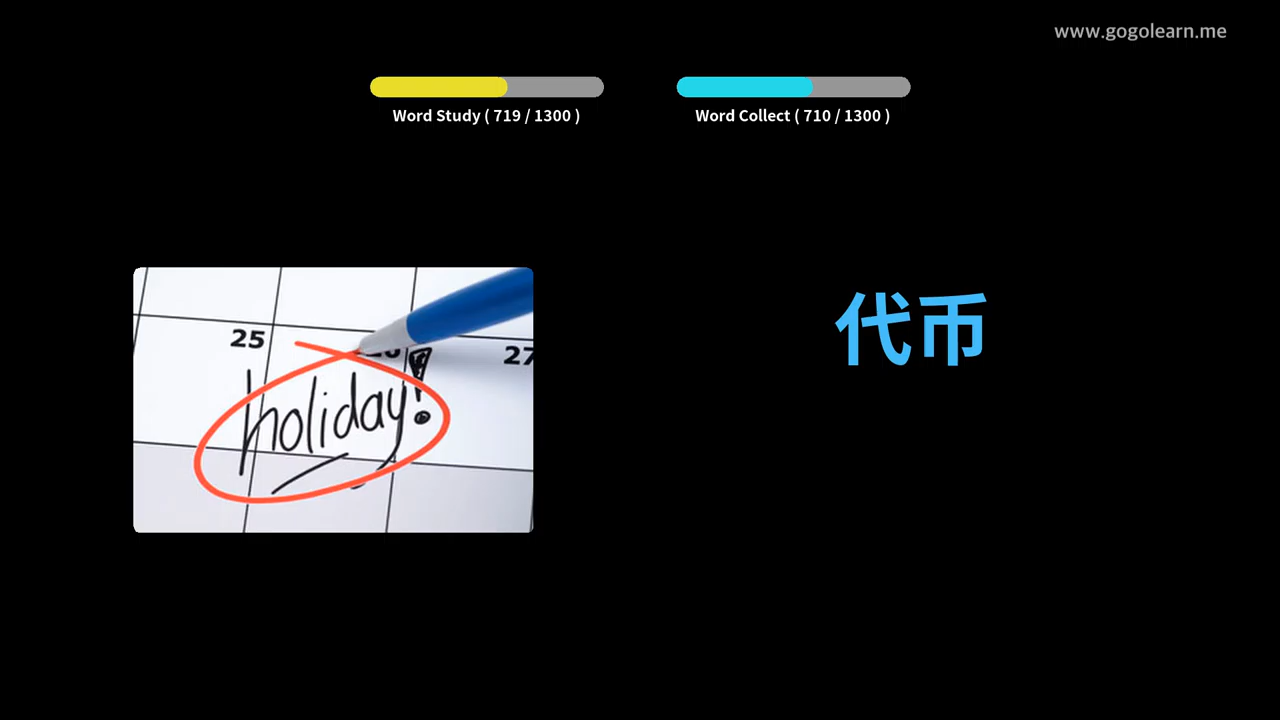 www.gogolearn.me
Word Study ( 719 / 1300 )
Word Collect ( 710 / 1300 )
代币
25
27
holiday!